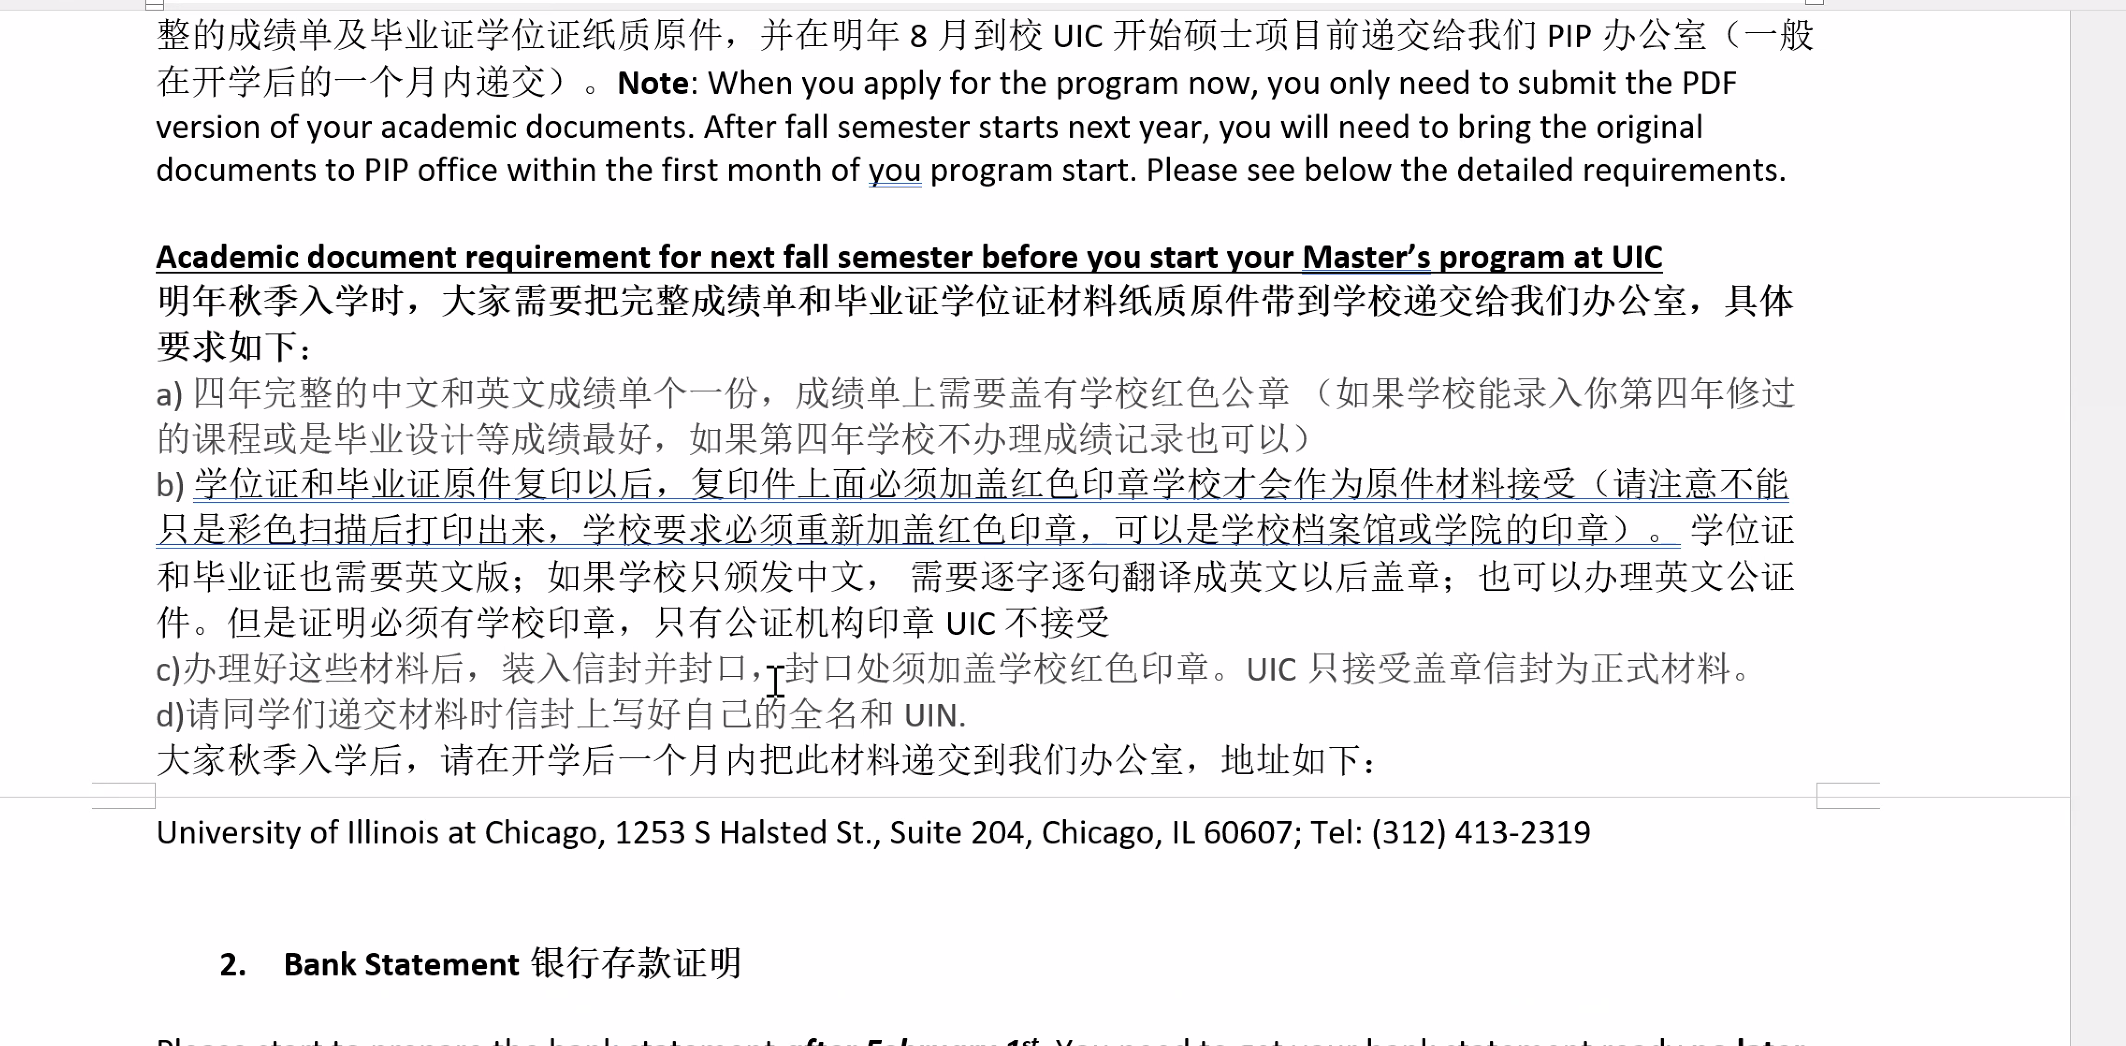 整的成绩单及毕业证学位证纸质原件，并在明年 8 月到校 UIC 开始硕士项目前递交给我们 PIP 办公室（一般
在开学后的一个月内递交）。Note: When you apply for the program now, you only need to submit the PDF
version of your academic documents. After fall semester starts next year, you will need to bring the original
documents to PIP office within the first month of you program start. Please see below the detailed requirements.
Academic document requirement for next fall semester before you start your Master’s program at UIC
明年秋季入学时，大家需要把完整成绩单和毕业证学位证材料纸质原件带到学校递交给我们办公室，具体
要求如下：
a) 四年完整的中文和英文成绩单个一份，成绩单上需要盖有学校红色公章 （如果学校能录入你第四年修过
的课程或是毕业设计等成绩最好，如果第四年学校不办理成绩记录也可以）
b) 学位证和毕业证原件复印以后，复印件上面必须加盖红色印章学校才会作为原件材料接受（请注意不能
只是彩色扫描后打印出来，学校要求必须重新加盖红色印章，可以是学校档案馆或学院的印章）。 学位证
和毕业证也需要英文版；如果学校只颁发中文， 需要逐字逐句翻译成英文以后盖章；也可以办理英文公证
件。但是证明必须有学校印章，只有公证机构印章 UIC 不接受
c)办理好这些材料后，装入信封并封口，封口处须加盖学校红色印章。UIC 只接受盖章信封为正式材料。
d)请同学们递交材料时信封上写好自己的全名和 UIN.
大家秋季入学后，请在开学后一个月内把此材料递交到我们办公室，地址如下：
University of Illinois at Chicago, 1253 S Halsted St., Suite 204, Chicago, IL 60607; Tel: (312) 413-2319
2. Bank Statement 银行存款证明
Please start to prepare the bank statement after February 1st. You need to get your bank statement ready no later